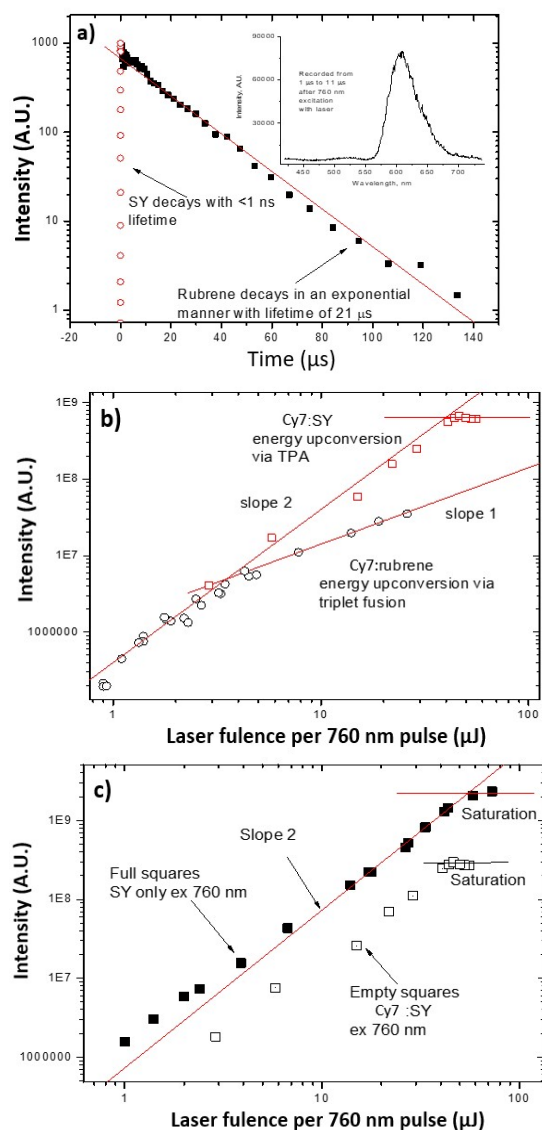 a)
Intensity (A.U.)
1000
100
10
1
SY decays with <1 ns
lifetime
Rubrene decays in an exponential
manner with lifetime of 21 µs
-20 0 20 40 60 80 100 120 140
Time (µs)
Intensity, AU.
90000
60000
30000
Recorded from
1 µs to 11 µs
after 760 nm
excitation
with laser
400 450 500 550 600 650 700
Wavelength, nm
b)
Intensity (A.U.)
1E9
1E8
1E7
1000000
Cy7:SY
energy upconversion
via TPA
slope 2
slope 1
Cy7:rubrene
energy upconversion via
triplet fusion
1 10 100
Laser fulence per 760 nm pulse (µJ)
c)
Intensity (A.U.)
1E9
1E8
1E7
1000000
Slope 2
Saturation
Full squares
SY only ex 760 nm
Saturation
Empty squares
Cy7 :SY
ex 760 nm
1 10 100
Laser fulence per 760 nm pulse (µJ)